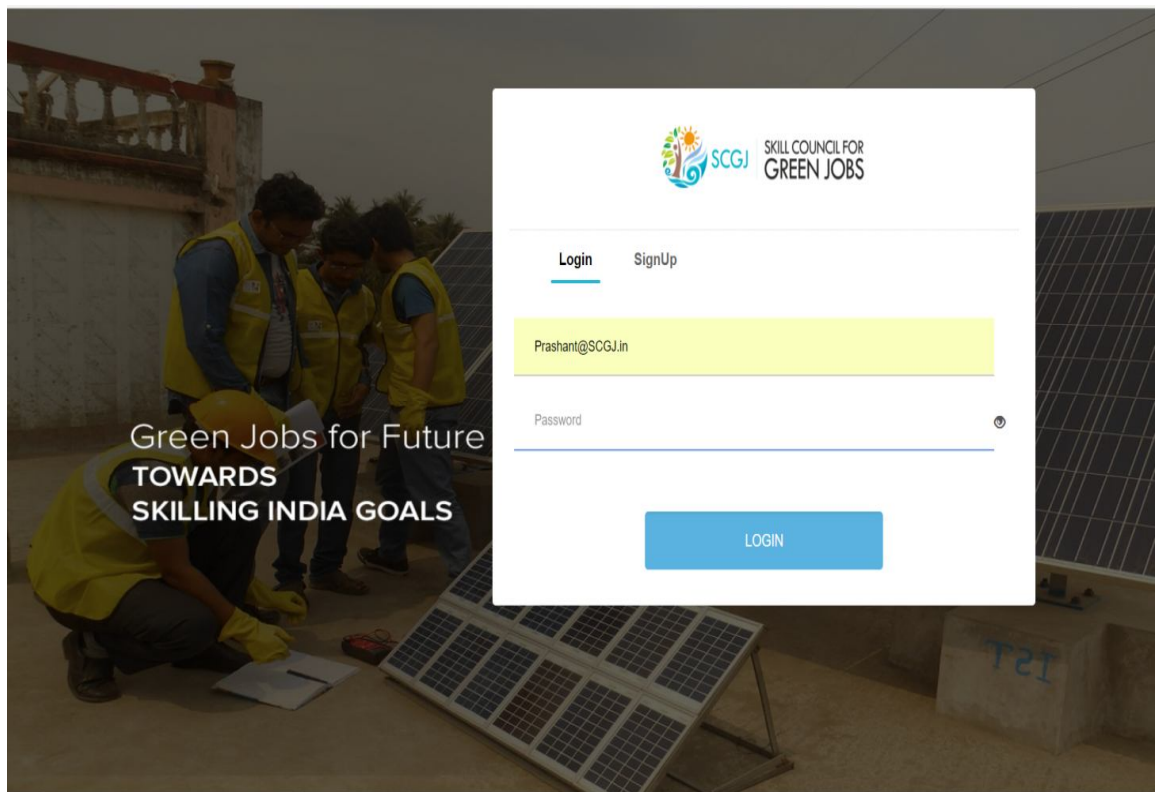 SCGJ
SKILL COUNCIL FOR
GREEN JOBS
Login SignUp
Prashant@SCGJ.in
Password
LOGIN
Green Jobs for Future
TOWARDS
SKILLING INDIA GOALS
IST